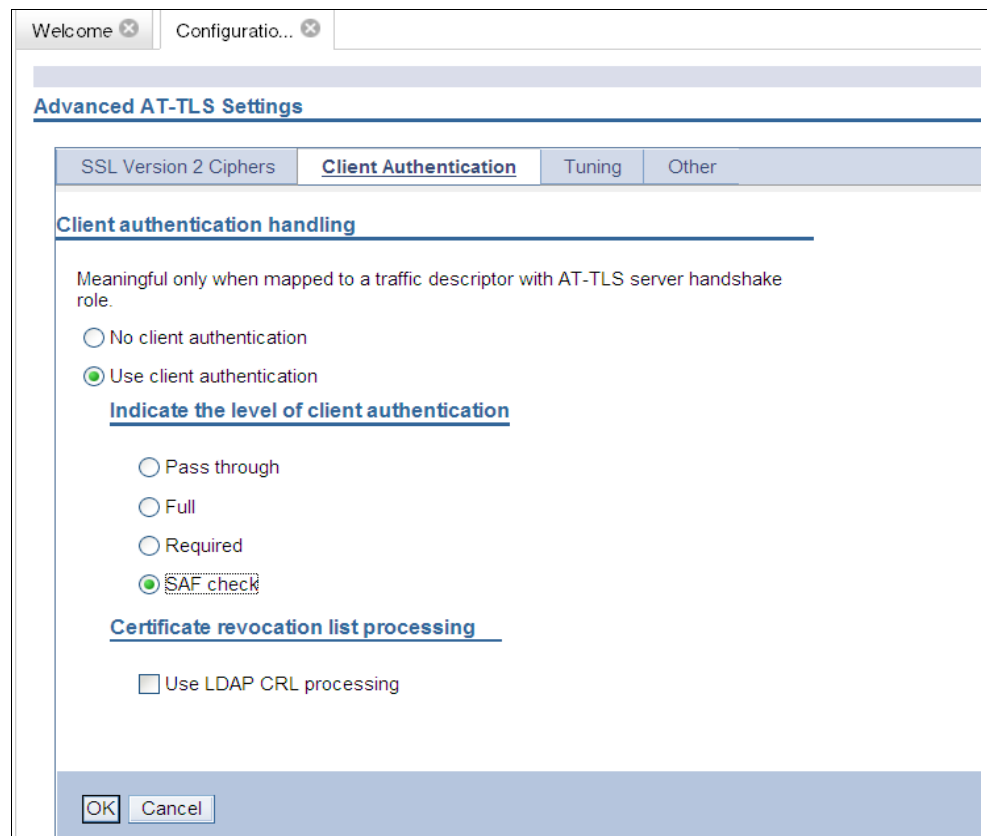 Welcome
Configuratio...
Advanced AT-TLS Settings
SSL Version 2 Ciphers
Client Authentication
Tuning
Other
Client authentication handling
Meaningful only when mapped to a traffic descriptor with AT-TLS server handshake
role.
No client authentication
Use client authentication
Indicate the level of client authentication
Pass through
Full
Required
SAF check
Certificate revocation list processing
Use LDAP CRL processing
OK
Cancel